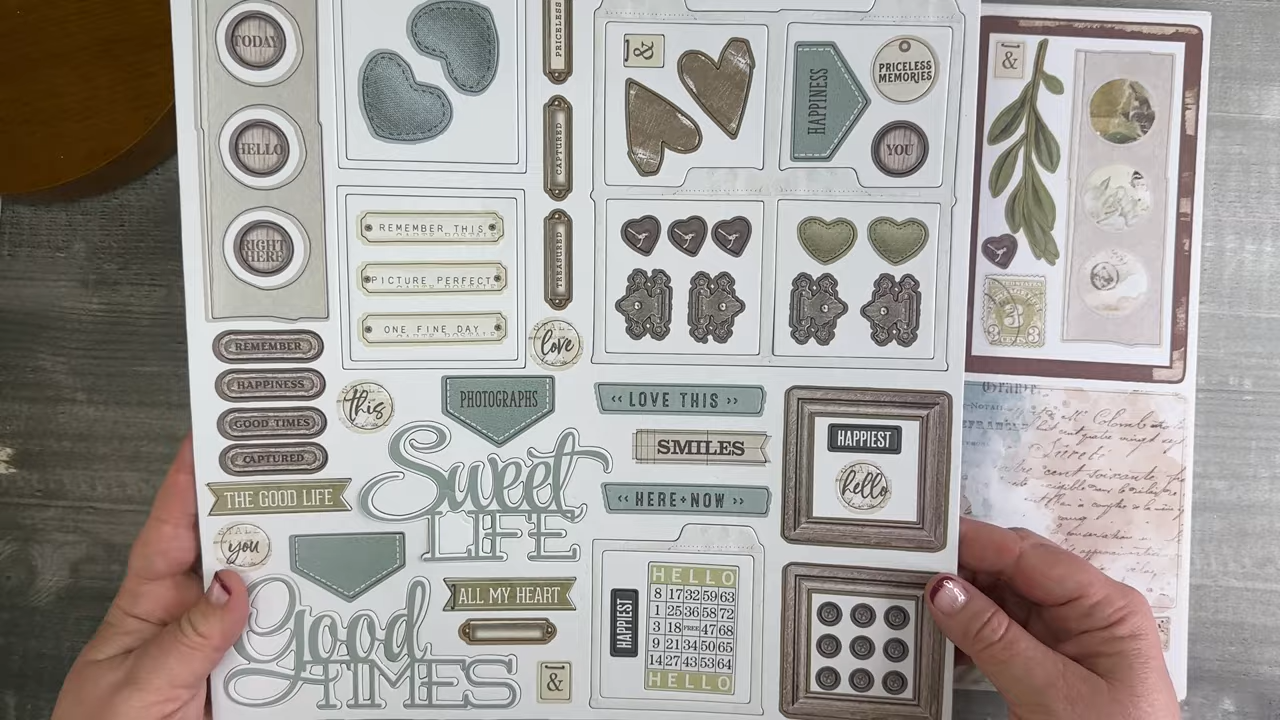 TODAY
HELLO
RIGHT
HERE
PRICELESS
CAPTURED
TREASURED
REMEMBER THIS
PICTURE PERFECT
ONE FINE DAY
&
HAPPINESS
PRICELESS
MEMORIES
YOU
&
love
REMEMBER
HAPPINESS
GOOD TIMES
CAPTURED
this
PHOTOGRAPHS
THE GOOD LIFE
Sweet
LIFE
you
Good
TIMES
ALL MY HEART
&
<< LOVE THIS >>
SMILES
<< HERE+NOW >>
HAPPIEST
hello
HAPPIEST
HELLO
8 17 32 59 63
1 25 36 58 72
3 18 FREE 47 68
9 21 34 50 65
14 27 43 53 64
HELLO